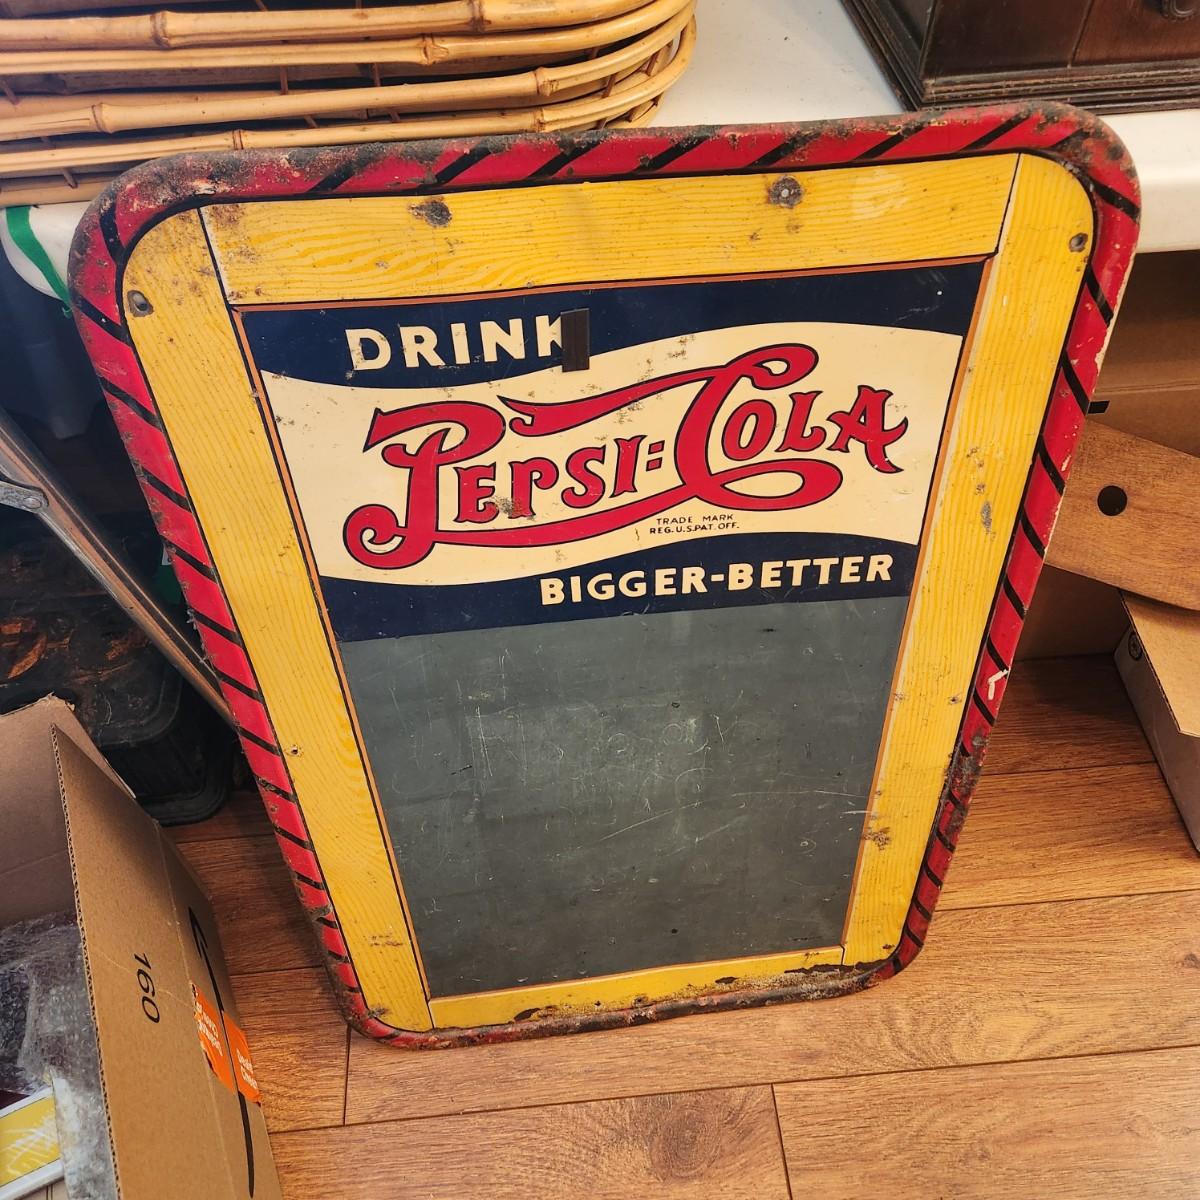 DRINK
PEPSI=COLA
TRADE MARK
REG. U.S. PAT. OFF.
BIGGER-BETTER
160